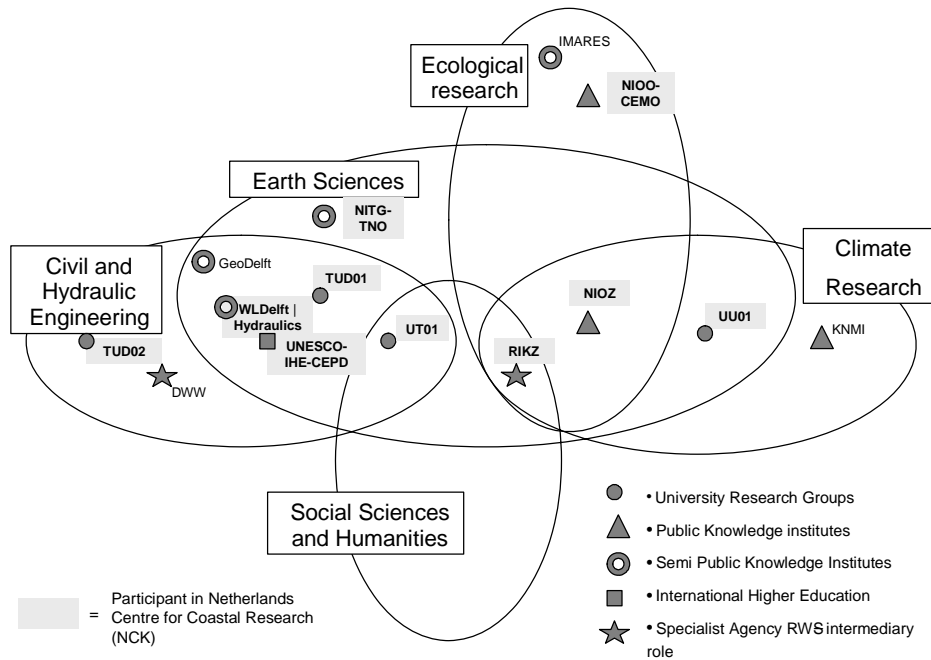 IMARES
Ecological
research
NIOO-
CEMO
Earth Sciences
NITG-
TNO
Civil and
Hydraulic
Engineering
GeoDelft
TUD01
WLDelft |
Hydraulics
UNESCO-
IHE-CEPD
UT01
TUD02
DWW
NIOZ
RIKZ
UU01
Climate
Research
KNMI
Social Sciences
and Humanities
• University Research Groups
• Public Knowledge institutes
• Semi Public Knowledge Institutes
• International Higher Education
• Specialist Agency RWS-intermediary
role
= Participant in Netherlands
Centre for Coastal Research
(NCK)